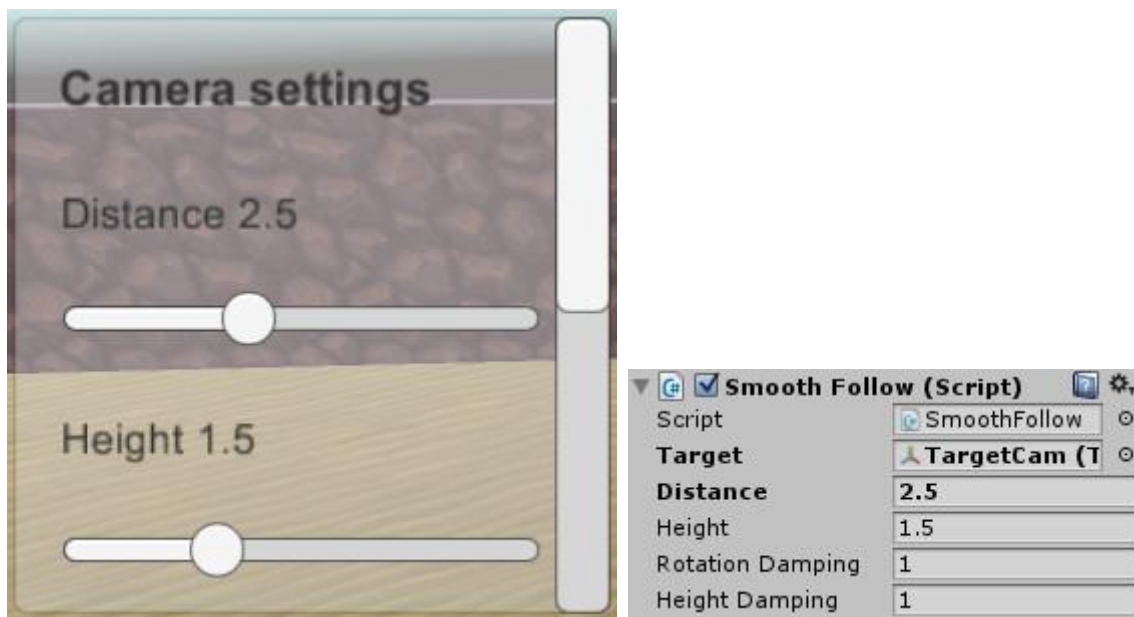 Camera settings
Distance 2.5
Height 1.5
Smooth Follow (Script)
Script SmoothFollow
Target TargetCam (T
Distance 2.5
Height 1.5
Rotation Damping 1
Height Damping 1